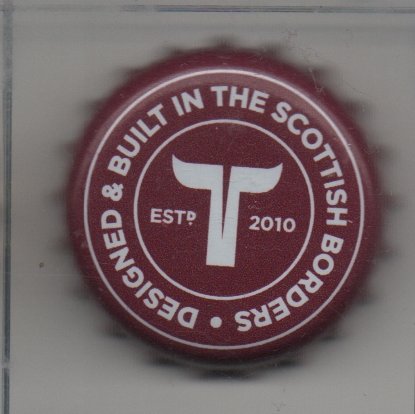 DESIGNED & BUILT IN THE SCOTTISH BORDERS •
T
ESTD 2010